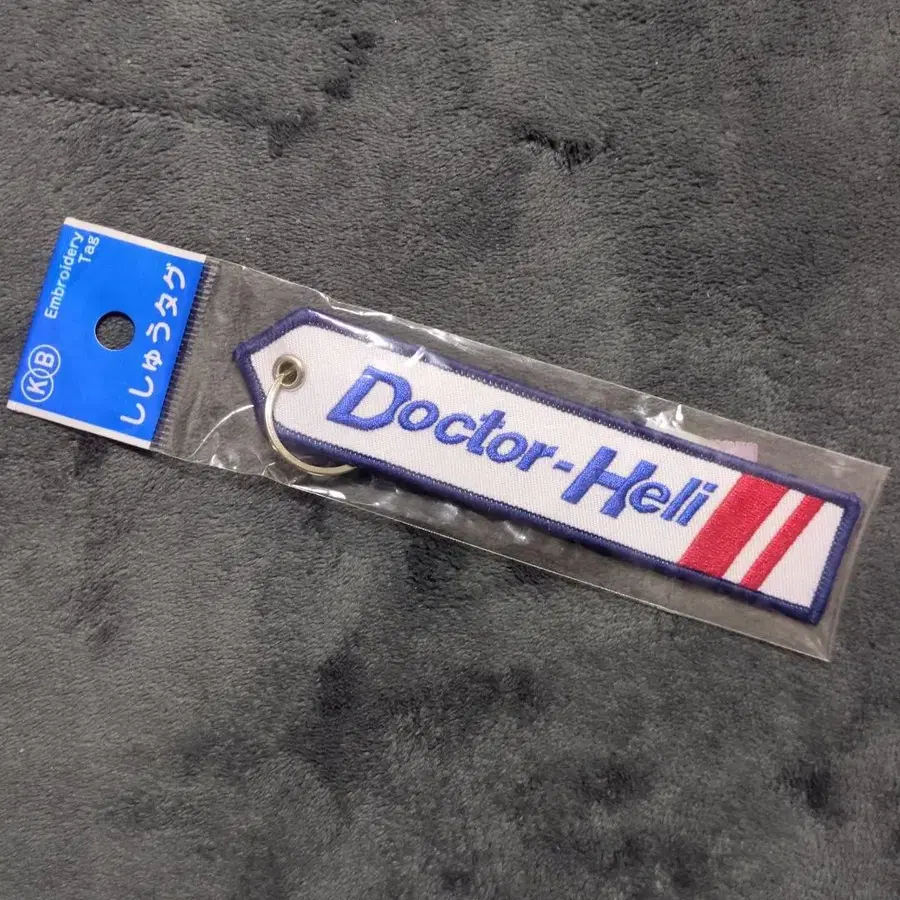 Embroidery
Tag
ししゅうタグ
KB
Doctor-Heli